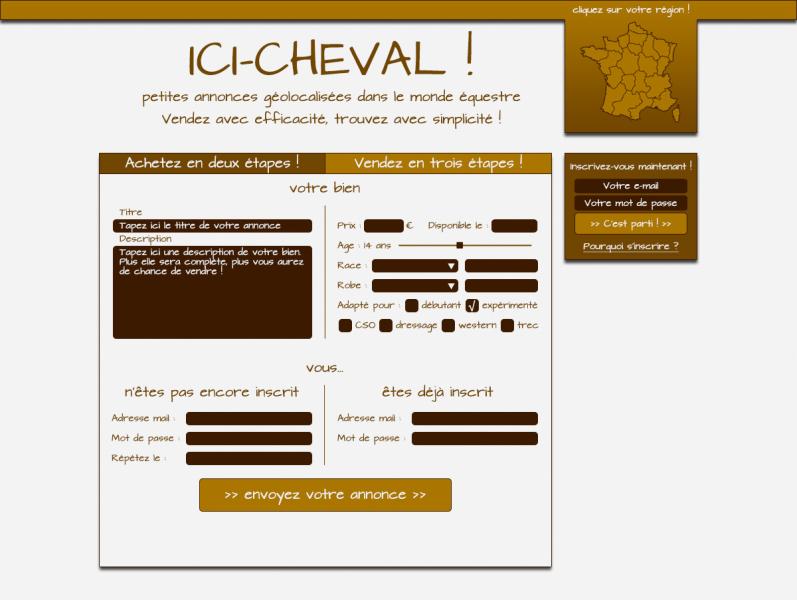 cliquez sur votre région !
ICI-CHEVAL !
petites annonces géolocalisées dans le monde équestre
Vendez avec efficacité, trouvez avec simplicité !
Achetez en deux étapes !
Vendez en trois étapes !
votre bien
Titre
Tapez ici le titre de votre annonce
Description
Tapez ici une description de votre bien.
Plus elle sera complète, plus vous aurez
de chance de vendre !
Prix : € Disponible le :
Age : 14 ans
Race :
Robe :
Adapté pour : débutant √ expérimenté
CSO dressage western trec
vous...
n'êtes pas encore inscrit
Adresse mail :
Mot de passe :
Répétez le :
êtes déjà inscrit
Adresse mail :
Mot de passe :
>> envoyez votre annonce >>
Inscrivez-vous maintenant !
Votre e-mail
Votre mot de passe
>> C'est parti ! >>
Pourquoi s'inscrire ?